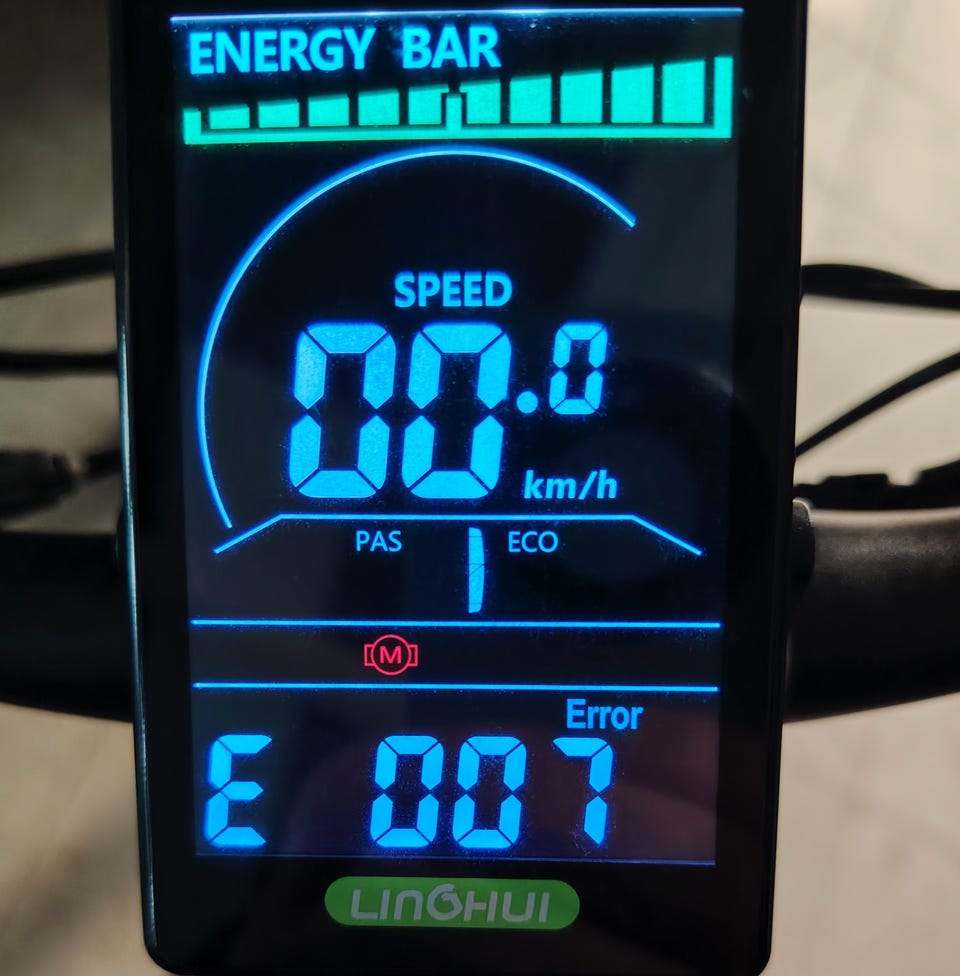 ENERGY BAR
SPEED
00.0
km/h
PAS 1 ECO
M
Error
E 007
LINGHUI